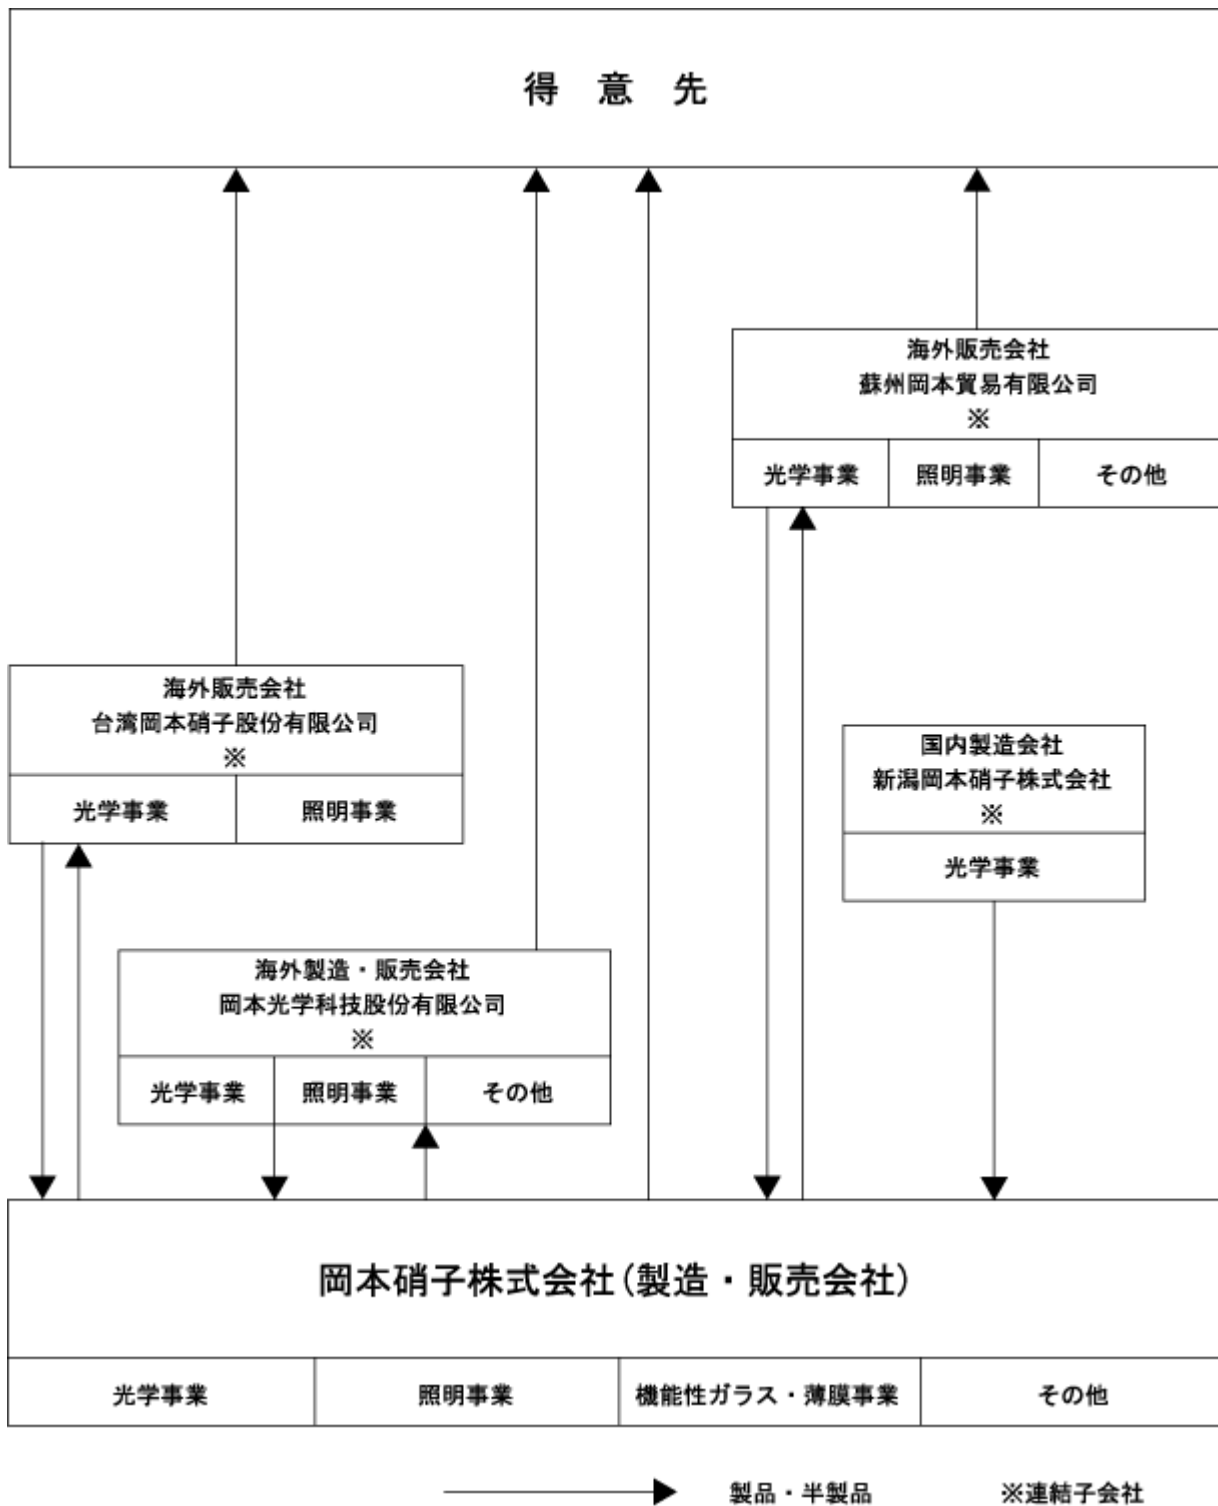 得 意 先
海外販売会社
蘇州岡本貿易有限公司
※
光学事業 照明事業 その他
海外販売会社
台湾岡本硝子股份有限公司
※
光学事業 照明事業
国内製造会社
新潟岡本硝子株式会社
※
光学事業
海外製造・販売会社
岡本光学科技股份有限公司
※
光学事業 照明事業 その他
岡本硝子株式会社(製造・販売会社)
光学事業 照明事業 機能性ガラス・薄膜事業 その他
製品・半製品 ※連結子会社